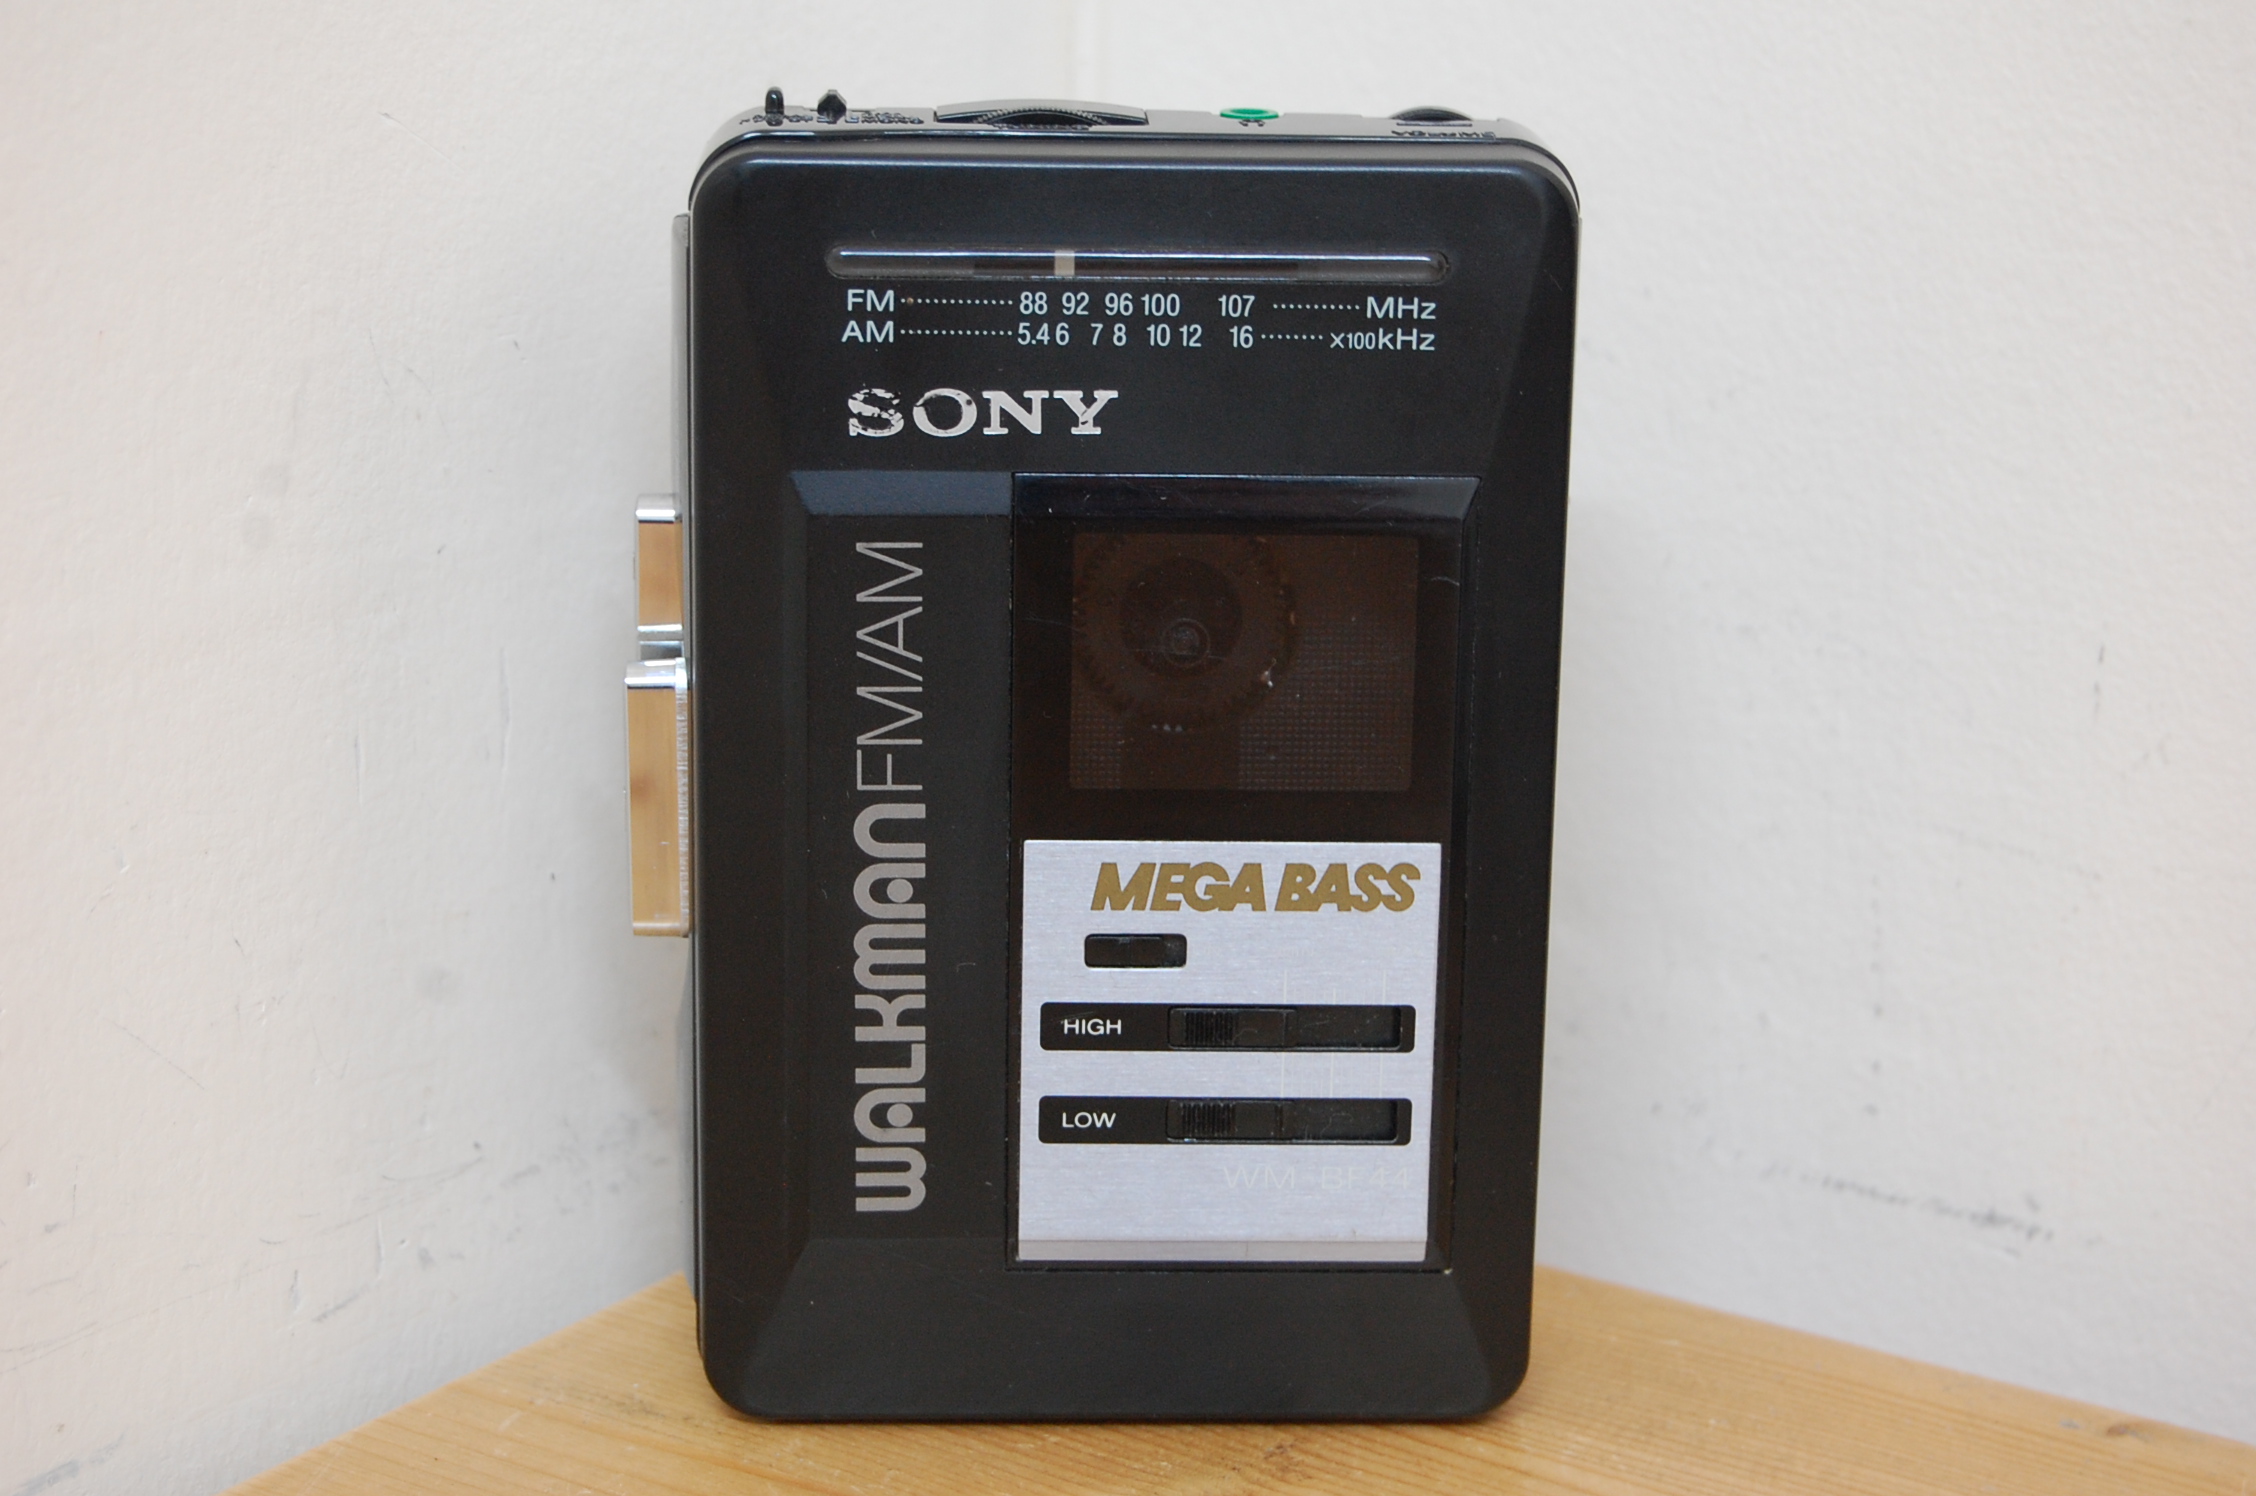 FM 88 92 96 100 107 MHz
AM 5.4 6 7 8 10 12 16 x100kHz
SONY
WALKMAN FM/AM
MEGA BASS
HIGH
LOW
WM-BF44